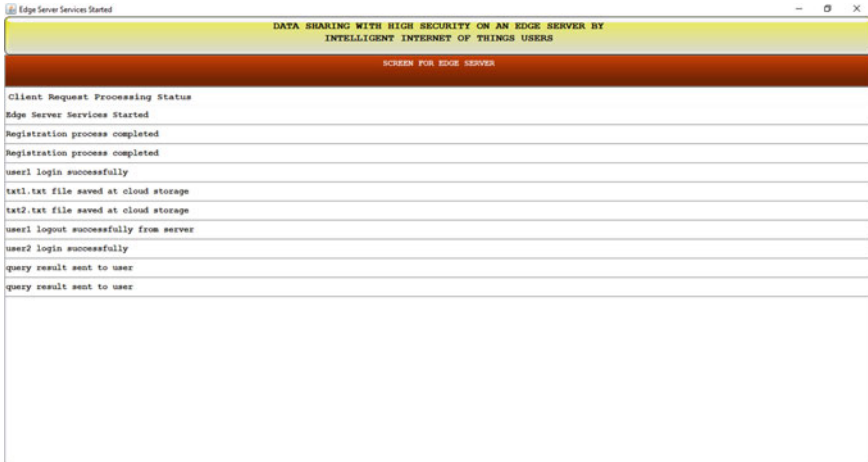 Edge Server Services Started
DATA SHARING WITH HIGH SECURITY ON AN EDGE SERVER BY
INTELLIGENT INTERNET OF THINGS USERS
SCREEN FOR EDGE SERVER
Client Request Processing Status
Edge Server Services Started
Registration process completed
Registration process completed
user1 login successfully
txt1.txt file saved at cloud storage
txt2.txt file saved at cloud storage
user1 logout successfully from server
user2 login successfully
query result sent to user
query result sent to user